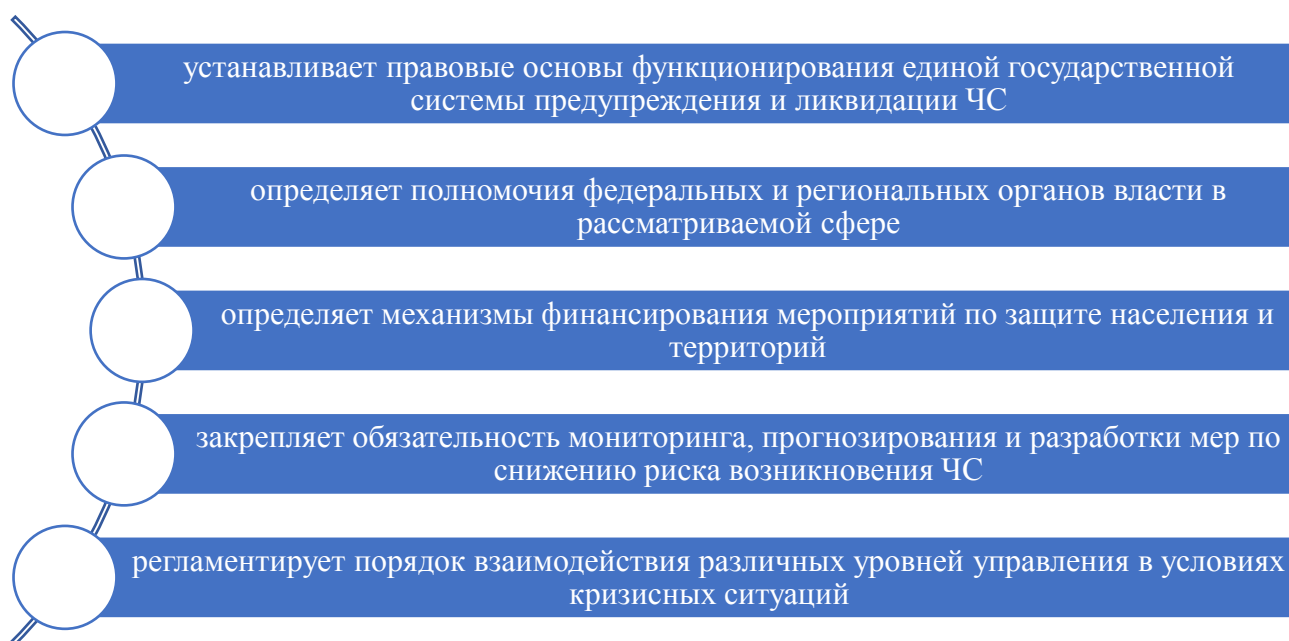 устанавливает правовые основы функционирования единой государственной
системы предупреждения и ликвидации ЧС
определяет полномочия федеральных и региональных органов власти в
рассматриваемой сфере
определяет механизмы финансирования мероприятий по защите населения и
территорий
закрепляет обязательность мониторинга, прогнозирования и разработки мер по
снижению риска возникновения ЧС
регламентирует порядок взаимодействия различных уровней управления в условиях
кризисных ситуаций